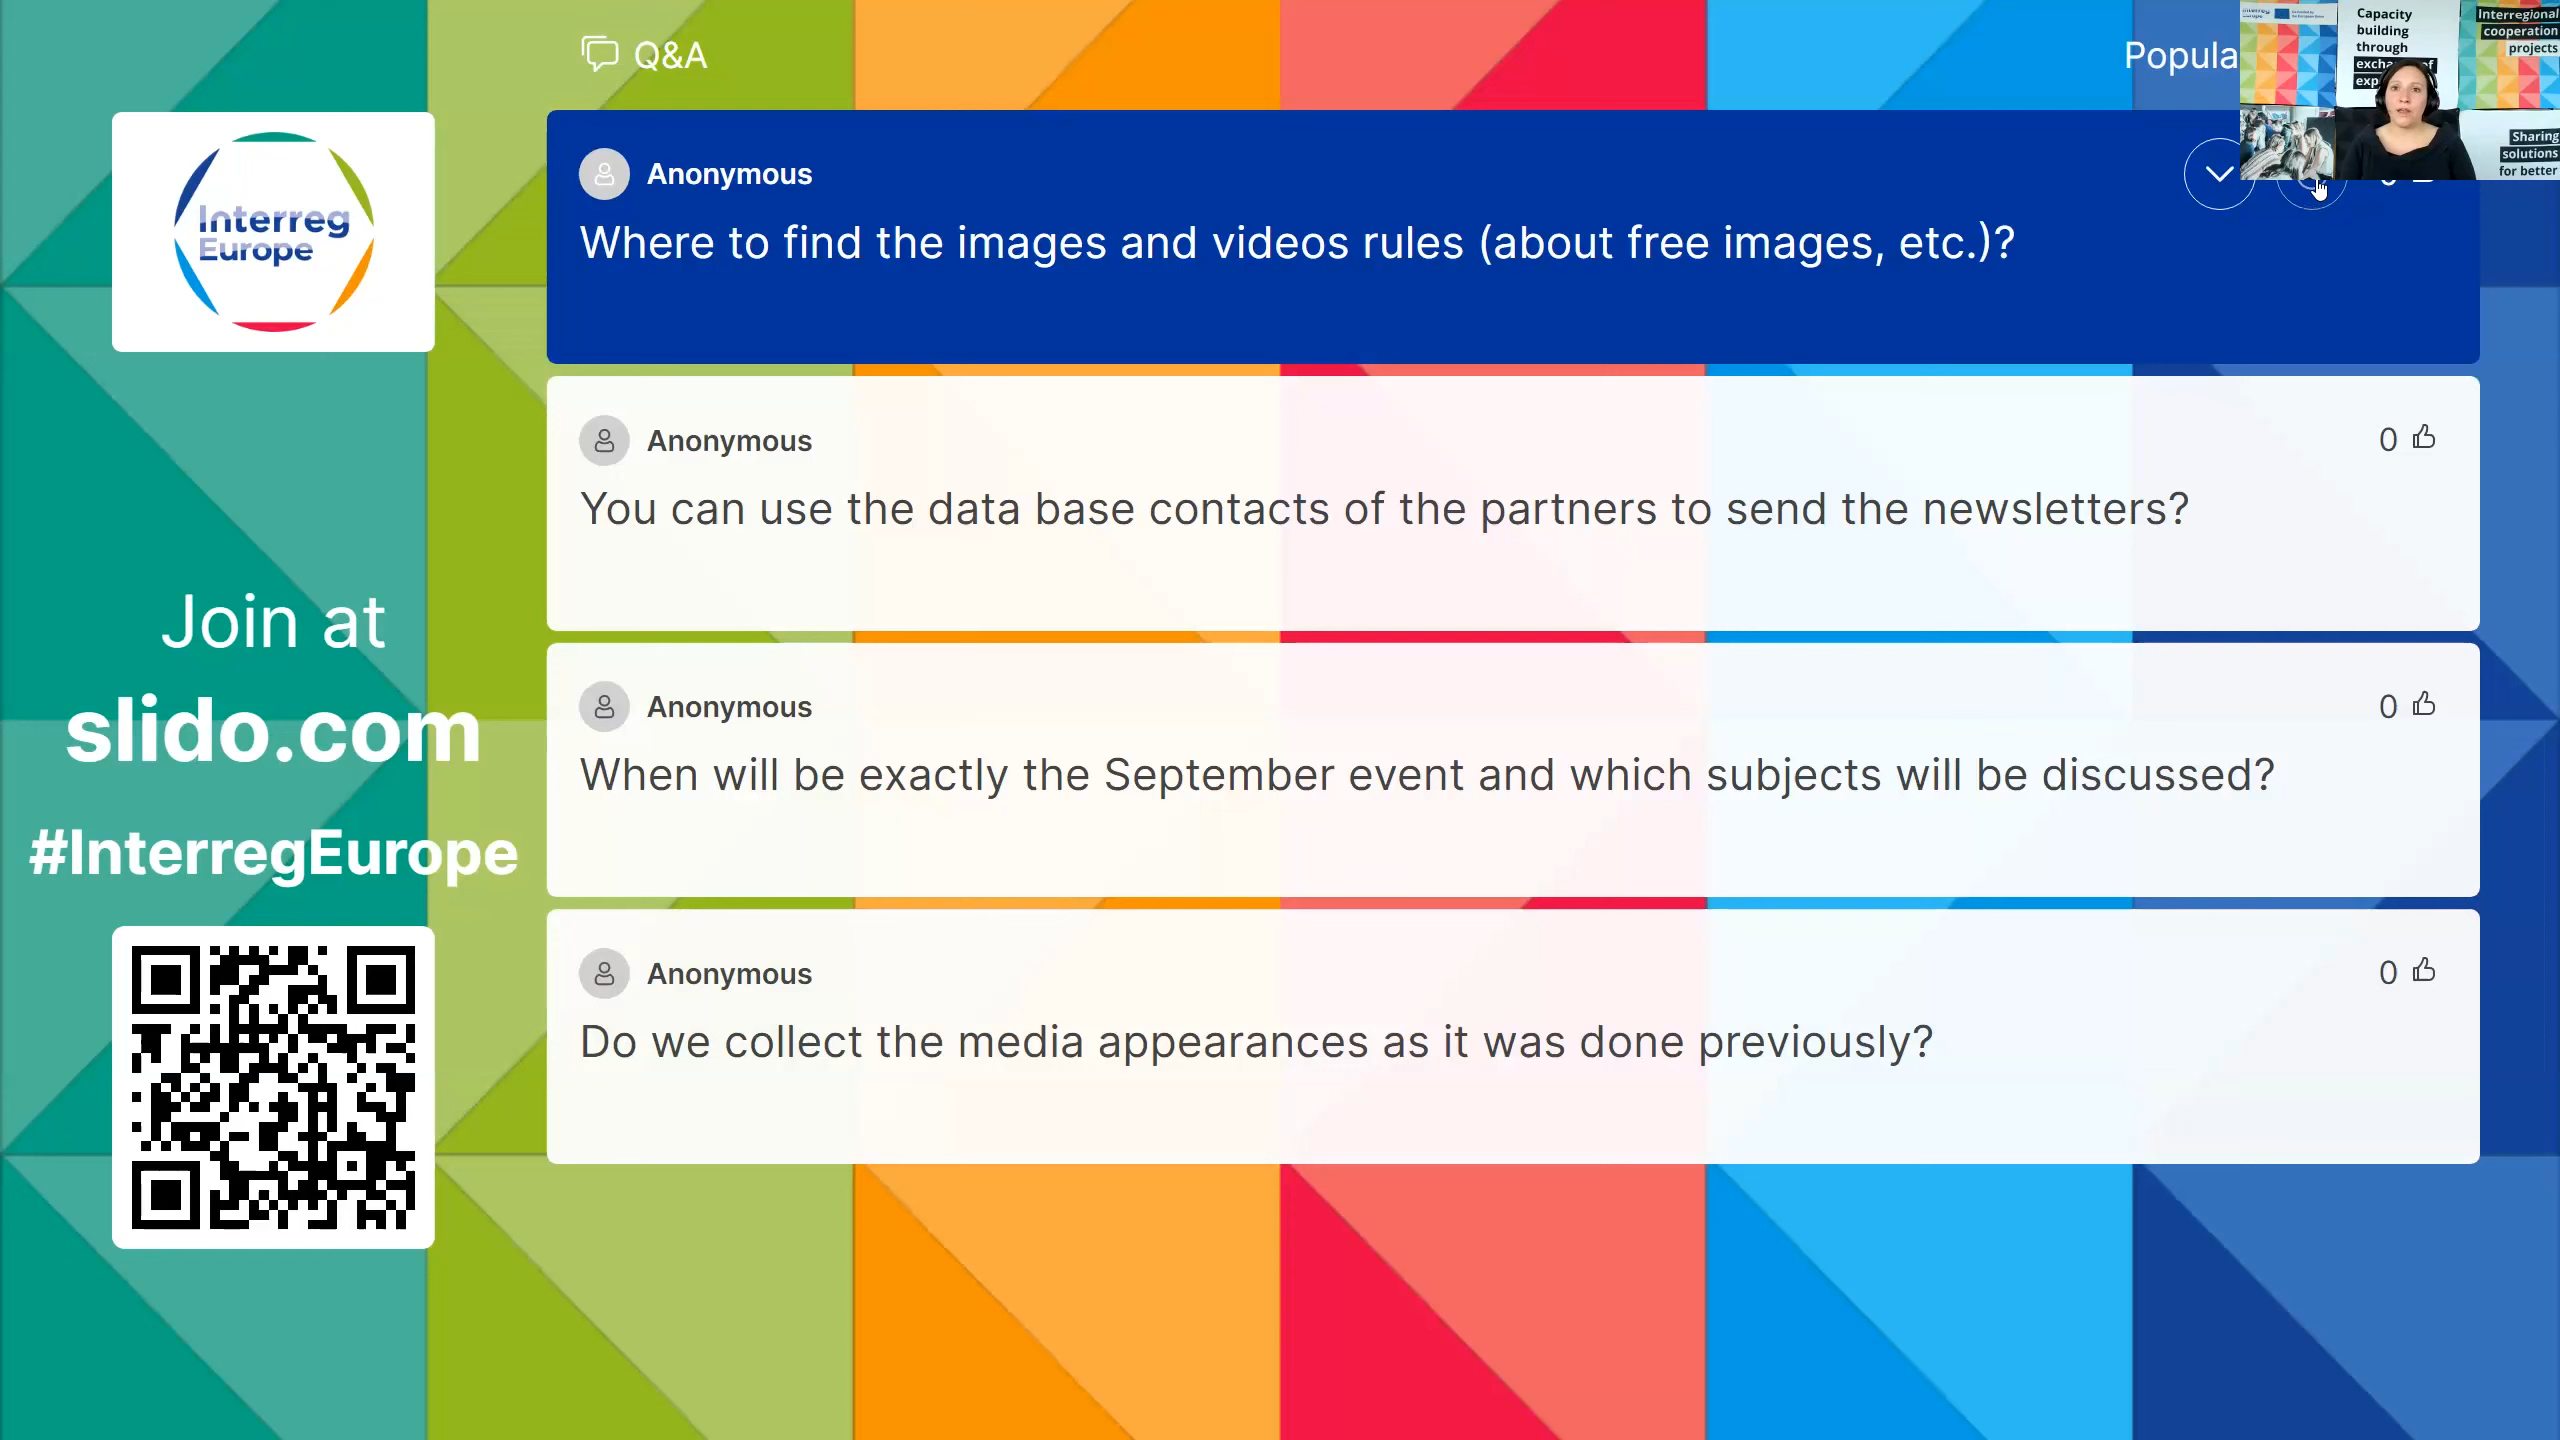 Q&A
Popula
Interreg
Europe
Anonymous
Where to find the images and videos rules (about free images, etc.)?
Anonymous
0
You can use the data base contacts of the partners to send the newsletters?
Anonymous
0
When will be exactly the September event and which subjects will be discussed?
Anonymous
0
Do we collect the media appearances as it was done previously?
Join at
slido.com
#InterregEurope
Capacity
building
through
Interregional
cooperation
projects
Sharing
solutions
for better